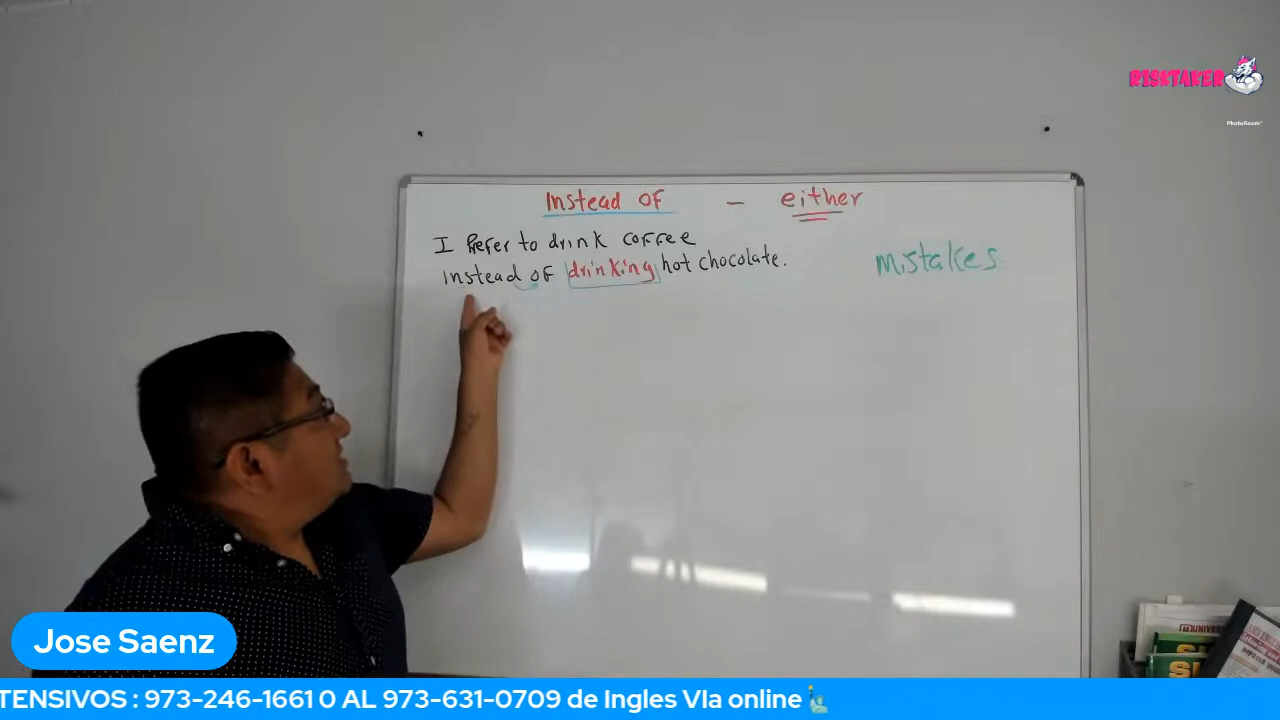 RISKTAKER
PhotoRoom
Instead of - either
I Prefer to drink coffee
instead of drinking hot chocolate.
mistakes
Jose Saenz
TENSIVOS : 973-246-1661 O AL 973-631-0709 de Ingles VIa online